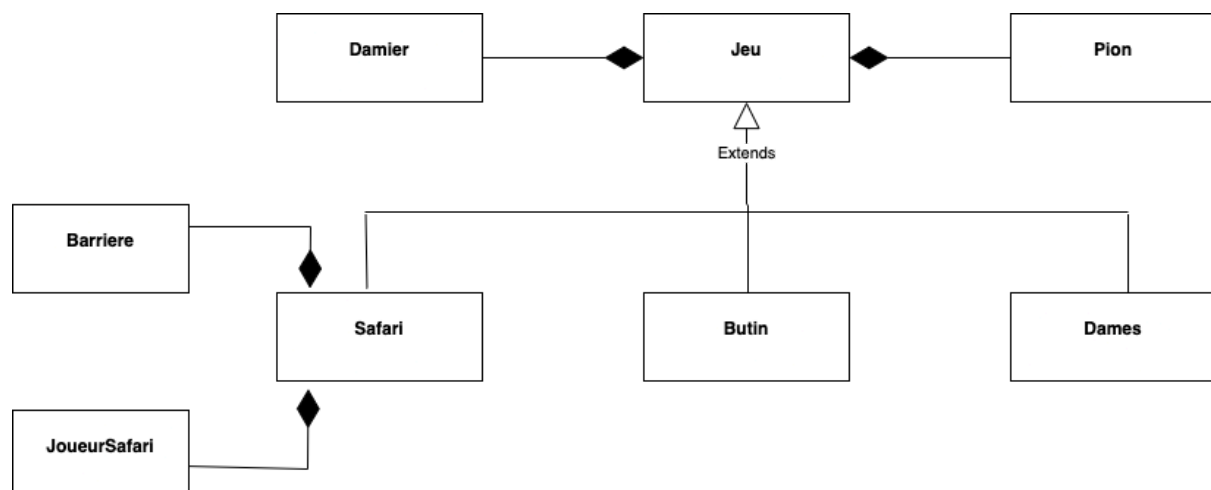 Damier
Jeu
Pion
Extends
Barriere
Safari
Butin
Dames
JoueurSafari